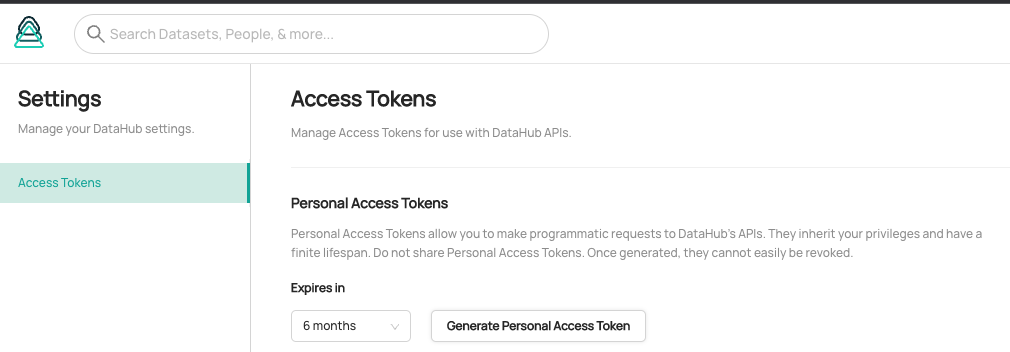 Search Datasets, People, & more...
Settings
Manage your DataHub settings.
Access Tokens
Access Tokens
Manage Access Tokens for use with DataHub APIs.
Personal Access Tokens
Personal Access Tokens allow you to make programmatic requests to DataHub's APIs. They inherit your privileges and have a
finite lifespan. Do not share Personal Access Tokens. Once generated, they cannot easily be revoked.
Expires in
6 months
Generate Personal Access Token